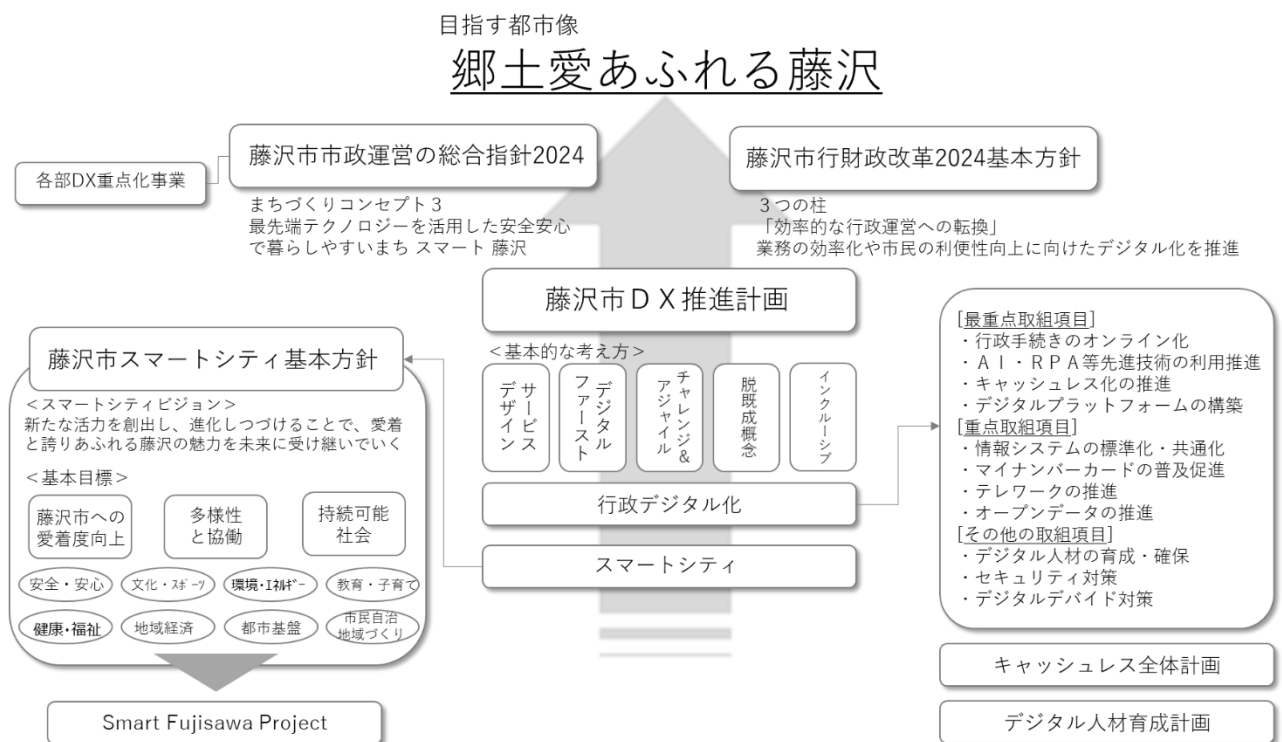 目指す都市像
郷土愛あふれる藤沢
藤沢市市政運営の総合指針2024
各部DX重点化事業
まちづくりコンセプト３
最先端テクノロジーを活用した安全安心
で暮らしやすいまち スマート 藤沢
藤沢市行財政改革2024基本方針
３つの柱
「効率的な行政運営への転換」
業務の効率化や市民の利便性向上に向けたデジタル化を推進
藤沢市ＤＸ推進計画
＜基本的な考え方＞
サービス
デザイン
デジタル
ファースト
チャレンジ&
アジャイル
脱既成概念
インクルーシブ
行政デジタル化
スマートシティ
藤沢市スマートシティ基本方針
＜スマートシティビジョン＞
新たな活力を創出し、進化しつづけることで、愛着
と誇りあふれる藤沢の魅力を未来に受け継いでいく
＜基本目標＞
藤沢市への
愛着度向上
多様性
と協働
持続可能
社会
安全・安心
文化・ｽﾎﾟｰﾂ
環境・ｴﾈﾙｷﾞｰ
教育・子育て
健康・福祉
地域経済
都市基盤
市民自治
地域づくり
Smart Fujisawa Project
[最重点取組項目]
・行政手続きのオンライン化
・ＡＩ・ＲＰＡ等先進技術の利用推進
・キャッシュレス化の推進
・デジタルプラットフォームの構築
[重点取組項目]
・情報システムの標準化・共通化
・マイナンバーカードの普及促進
・テレワークの推進
・オープンデータの推進
[その他の取組項目]
・デジタル人材の育成・確保
・セキュリティ対策
・デジタルデバイド対策
キャッシュレス全体計画
デジタル人材育成計画